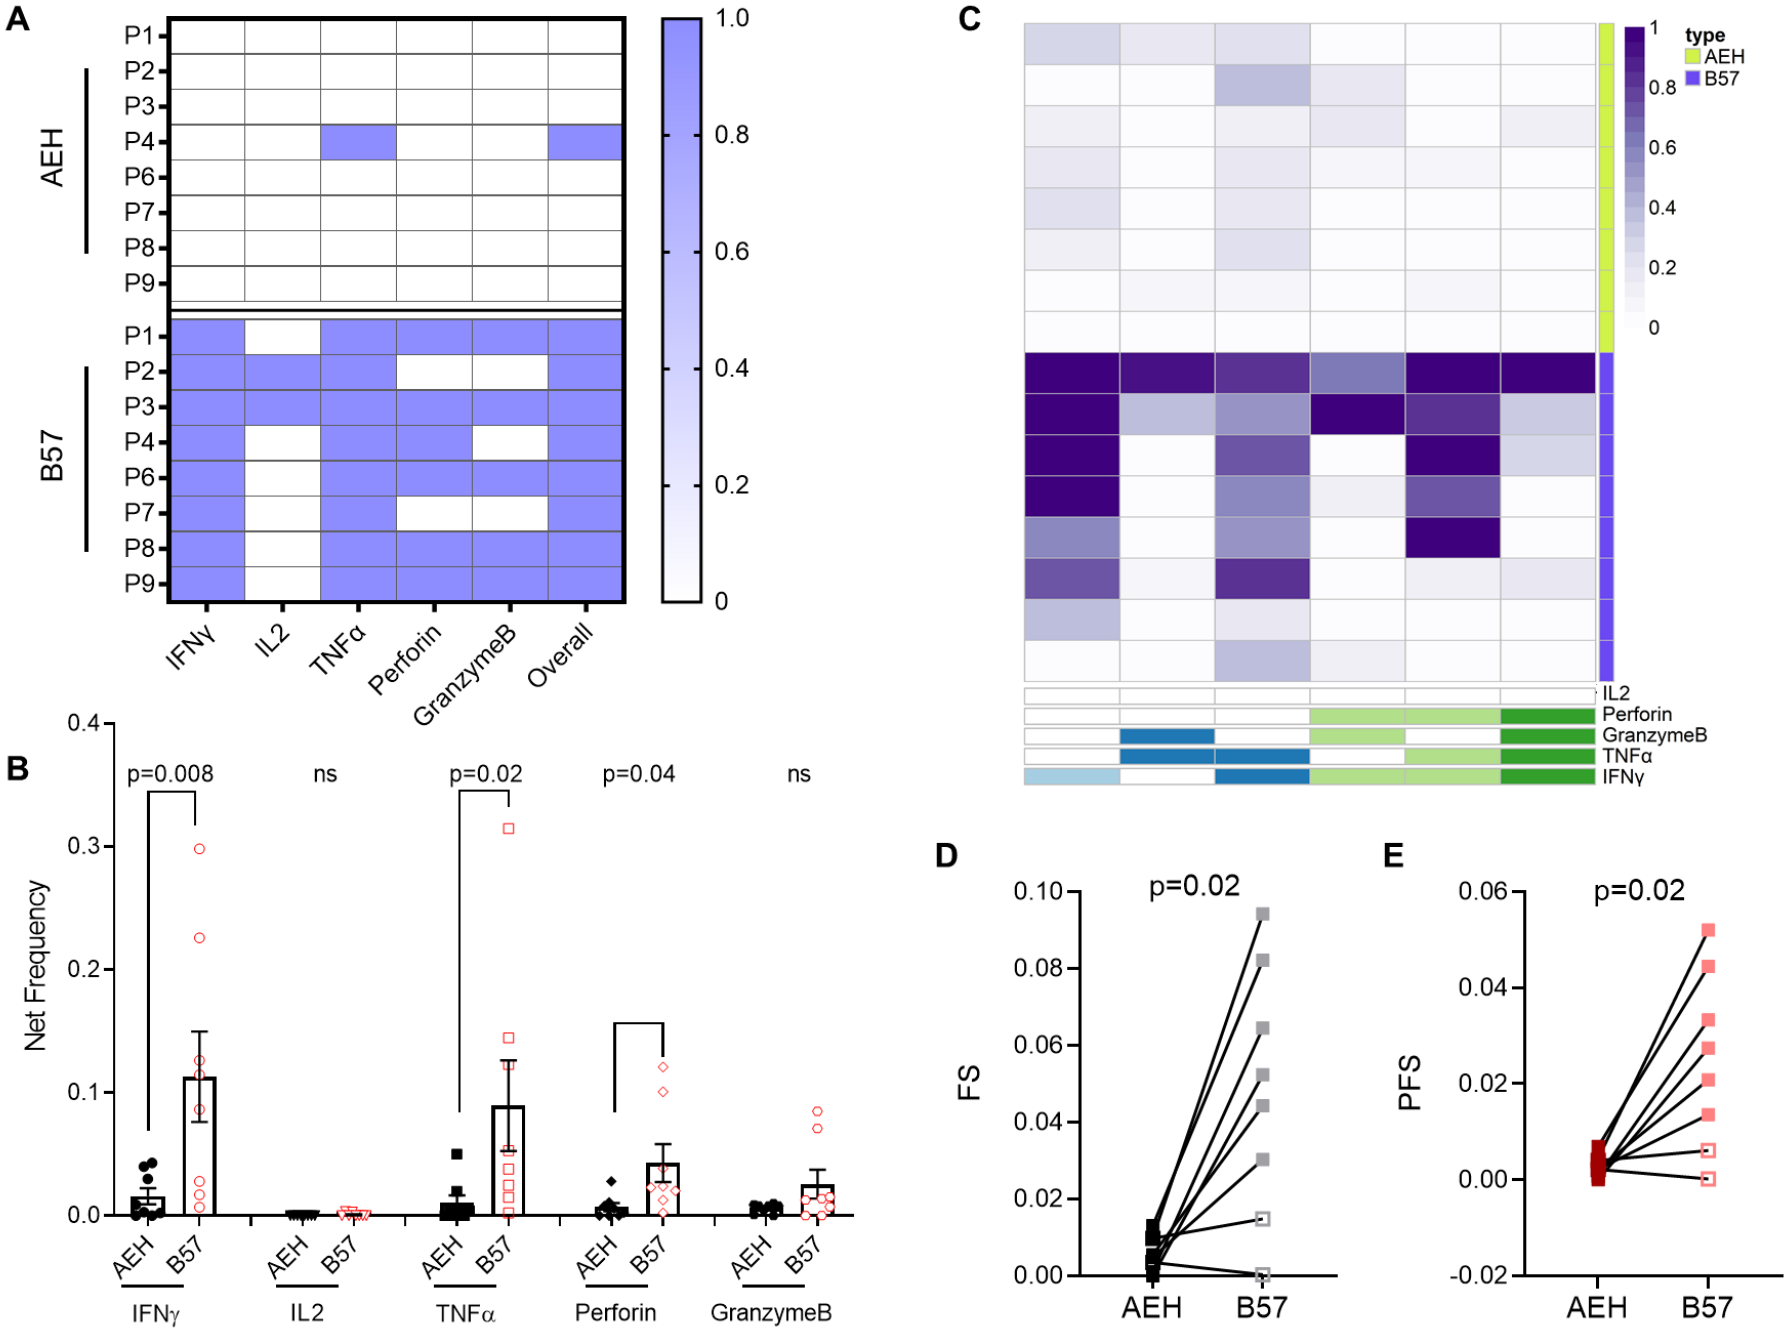 A
P1
P2
P3
P4
P6
P7
P8
P9
AEH
P1
P2
P3
P4
P6
P7
P8
P9
B57
IFNγ
IL2
TNFα
Perforin
GranzymeB
Overall
1.0
0.8
0.6
0.4
0.2
0
B
Net Frequency
0.4
0.3
0.2
0.1
0.0
p=0.008
ns
p=0.02
p=0.04
ns
AEH B57 AEH B57 AEH B57 AEH B57 AEH B57
IFNγ IL2 TNFα Perforin GranzymeB
C
1
0.8
0.6
0.4
0.2
0
type
AEH
B57
IL2
Perforin
GranzymeB
TNFα
IFNγ
D
p=0.02
FS
0.10
0.08
0.06
0.04
0.02
0.00
AEH B57
E
p=0.02
PFS
0.06
0.04
0.02
0.00
-0.02
AEH B57